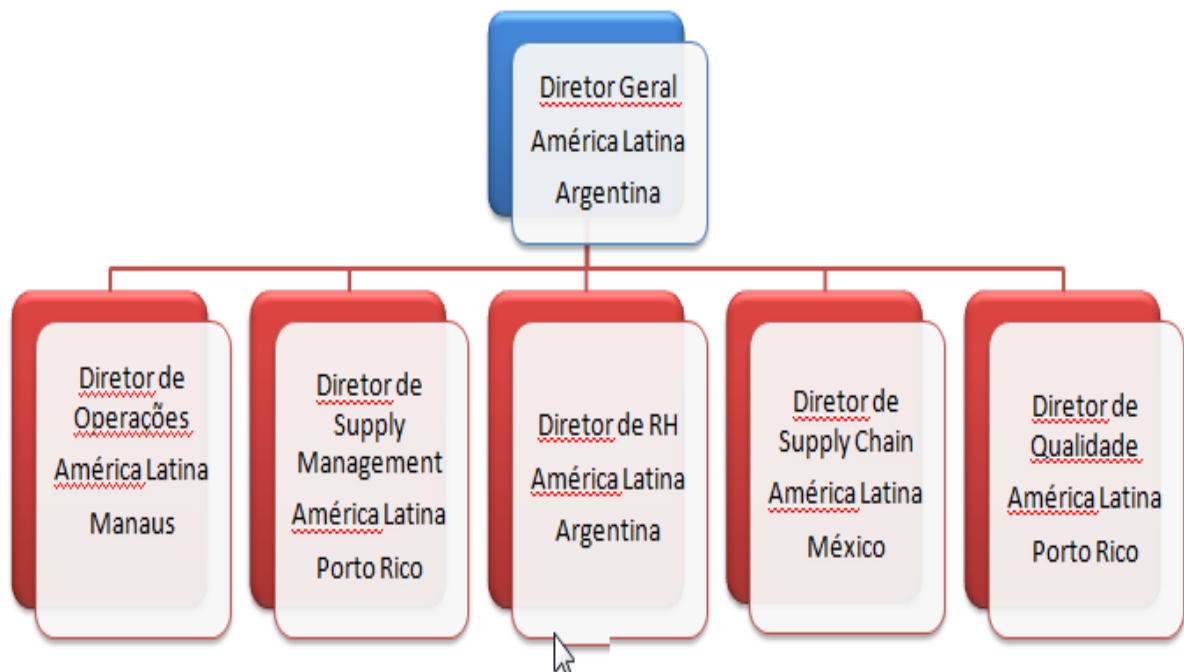 Diretor Geral
América Latina
Argentina
Diretor de
Operações
América Latina
Manaus
Diretor de
Supply
Management
América Latina
Porto Rico
Diretor de RH
América Latina
Argentina
Diretor de
Supply Chain
América Latina
México
Diretor de
Qualidade
América Latina
Porto Rico